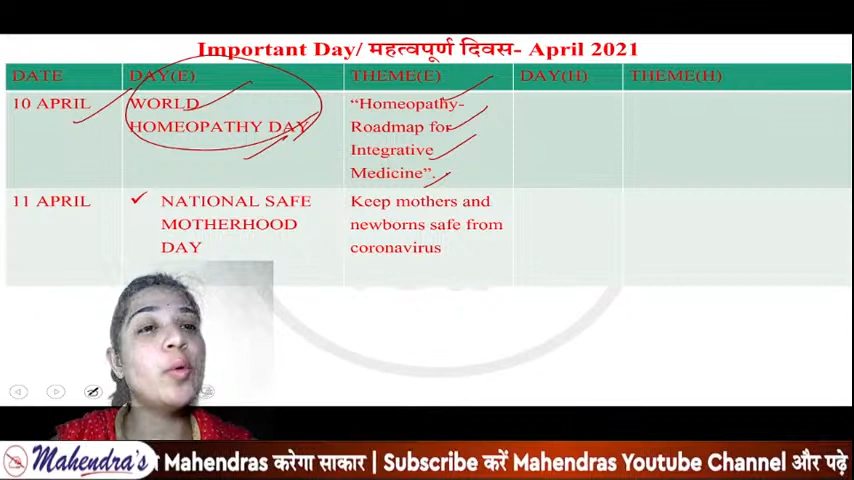 Important Day/ महत्वपूर्ण दिवस- April 2021
DATE DAY(E) THEME(E) DAY(H) THEME(H)
10 APRIL WORLD HOMEOPATHY DAY “Homeopathy-
Roadmap for
Integrative
Medicine”.
11 APRIL NATIONAL SAFE
MOTHERHOOD
DAY
Keep mothers and
newborns safe from
coronavirus
Mahendra's Mahendras करेगा साकार | Subscribe करें Mahendras Youtube Channel और पढ़े